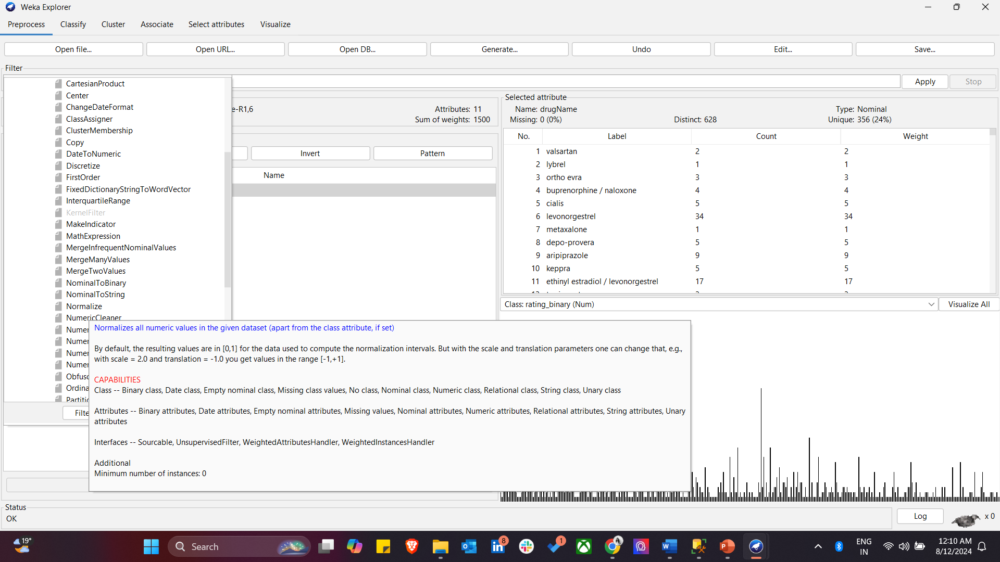 Weka Explorer
Preprocess Classify Cluster Associate Select attributes Visualize
Open file... Open URL... Open DB... Generate... Undo Edit... Save...
Filter
Apply Stop
CartesianProduct
Center
ChangeDateFormat
ClassAssigner
ClusterMembership
Copy
DateToNumeric
Discretize
FirstOrder
FixedDictionaryStringToWordVector
InterquartileRange
KernelFilter
MakeIndicator
MathExpression
MergeInfrequentNominalValues
MergeManyValues
MergeTwoValues
NominalToBinary
NominalToString
Normalize
NumericCleaner
Numer
Numer
Numer
Numer
Obfusc
Ordina
Partitic
Filte
e-R1,6 Attributes: 11
Sum of weights: 1500
Invert Pattern
Name
Selected attribute
Name: drugName Type: Nominal
Missing: 0 (0%) Distinct: 628 Unique: 356 (24%)
No. Label Count Weight
1 valsartan 2 2
2 lybrel 1 1
3 ortho evra 3 3
4 buprenorphine / naloxone 4 4
5 cialis 5 5
6 levonorgestrel 34 34
7 metaxalone 1 1
8 depo-provera 5 5
9 aripiprazole 9 9
10 keppra 5 5
11 ethinyl estradiol / levonorgestrel 17 17
Class: rating_binary (Num) Visualize All
Normalizes all numeric values in the given dataset (apart from the class attribute, if set)
By default, the resulting values are in [0,1] for the data used to compute the normalization intervals. But with the scale and translation parameters one can change that, e.g.,
with scale = 2.0 and translation = -1.0 you get values in the range [-1,+1].
CAPABILITIES
Class -- Binary class, Date class, Empty nominal class, Missing class values, No class, Nominal class, Numeric class, Relational class, String class, Unary class
Attributes -- Binary attributes, Date attributes, Empty nominal attributes, Missing values, Nominal attributes, Numeric attributes, Relational attributes, String attributes, Unary
attributes
Interfaces -- Sourcable, UnsupervisedFilter, WeightedAttributesHandler, WeightedInstancesHandler
Additional
Minimum number of instances: 0
Status
OK
Log x 0
19°
Search
8
1
ENG
IN
12:10 AM
8/12/2024